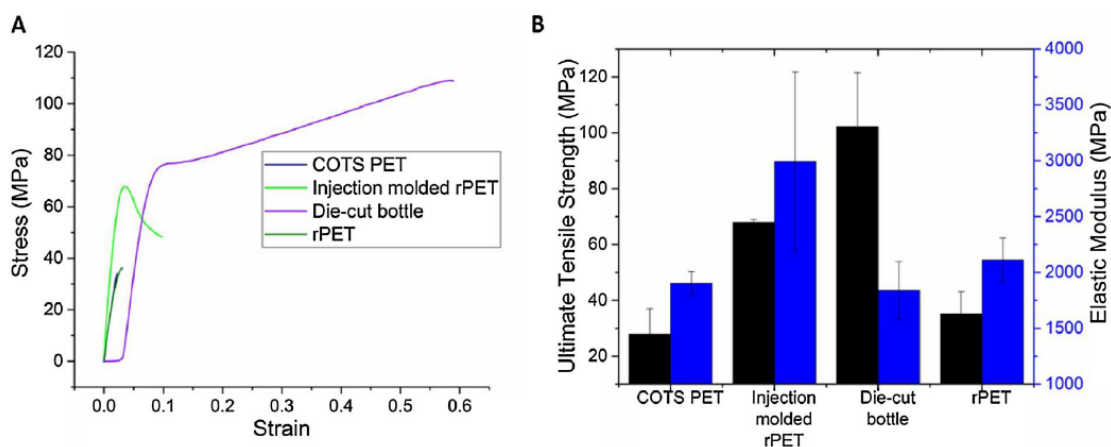 A
120
100
80
60
40
20
0
Stress (MPa)
0.0 0.1 0.2 0.3 0.4 0.5 0.6
Strain
COTS PET
Injection molded rPET
Die-cut bottle
rPET
B
120
100
80
60
40
20
Ultimate Tensile Strength (MPa)
4000
3500
3000
2500
2000
1500
1000
Elastic Modulus (MPa)
COTS PET
Injection
molded
rPET
Die-cut
bottle
rPET